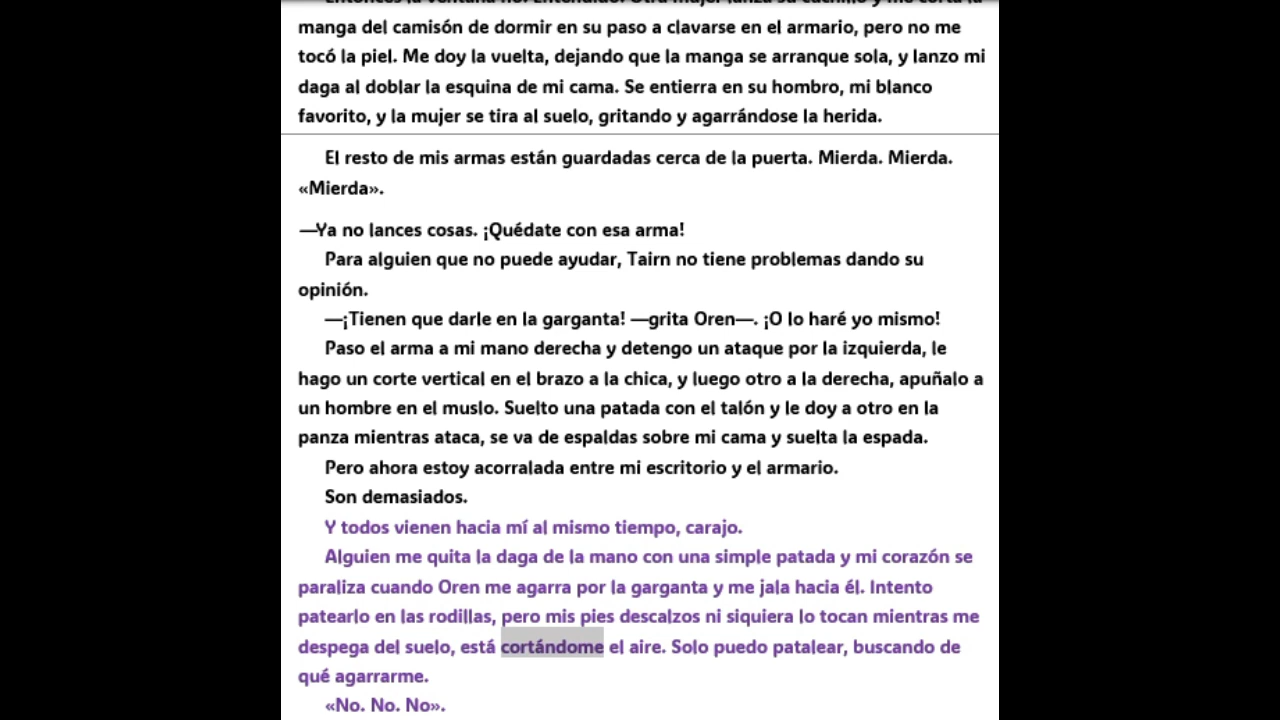 manga del camisón de dormir en su paso a clavarse en el armario, pero no me
tocó la piel. Me doy la vuelta, dejando que la manga se arranque sola, y lanzo mi
daga al doblar la esquina de mi cama. Se entierra en su hombro, mi blanco
favorito, y la mujer se tira al suelo, gritando y agarrándose la herida.
El resto de mis armas están guardadas cerca de la puerta. Mierda. Mierda.
«Mierda».
—Ya no lances cosas. ¡Quédate con esa arma!
Para alguien que no puede ayudar, Tairn no tiene problemas dando su
opinión.
—¡Tienen que darle en la garganta! —grita Oren—. ¡O lo haré yo mismo!
Paso el arma a mi mano derecha y detengo un ataque por la izquierda, le
hago un corte vertical en el brazo a la chica, y luego otro a la derecha, apuñalo a
un hombre en el muslo. Suelto una patada con el talón y le doy a otro en la
panza mientras ataca, se va de espaldas sobre mi cama y suelta la espada.
Pero ahora estoy acorralada entre mi escritorio y el armario.
Son demasiados.
Y todos vienen hacia mí al mismo tiempo, carajo.
Alguien me quita la daga de la mano con una simple patada y mi corazón se
paraliza cuando Oren me agarra por la garganta y me jala hacia él. Intento
patearlo en las rodillas, pero mis pies descalzos ni siquiera lo tocan mientras me
despega del suelo, está cortándome el aire. Solo puedo patalear, buscando de
qué agarrarme.
«No. No. No».